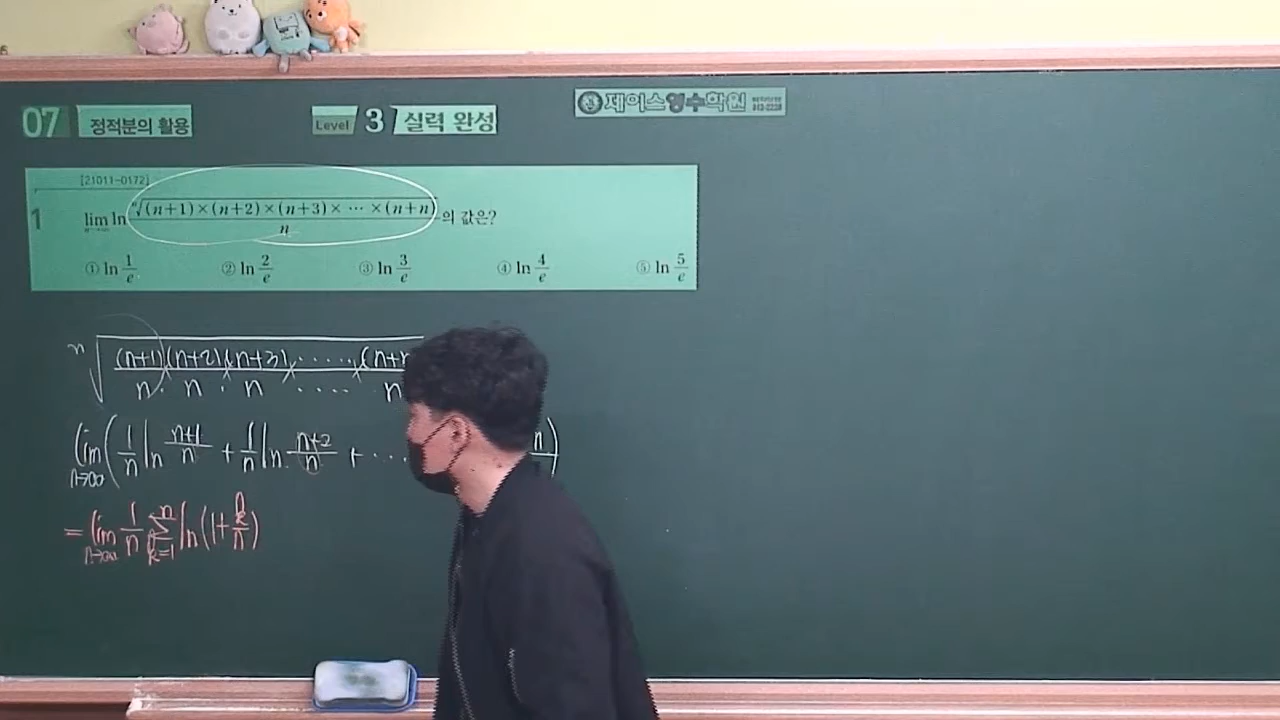 07 정적분의 활용 Level 3 실력 완성 제이스영수학원
[21011-0172]
1 lim ln √(n+1)×(n+2)×(n+3)×⋯×(n+n) / n 의 값은?
① ln 1/e ② ln 2/e ③ ln 3/e ④ ln 4/e ⑤ ln 5/e
n√ (n+1)(n+2)(n+3)..... (n+ / n · n · n .... n
lim n→∞ ( 1/n ln n+1/n + 1/n ln n+2/n + ... n )
= lim n→∞ 1/n Σ k=1 n ln(1+ k/n)